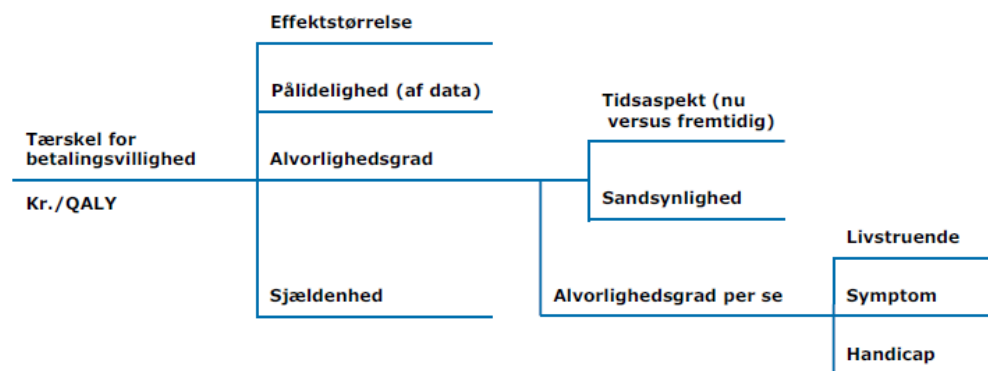 Effektstørrelse
Pålidelighed (af data)
Tidsaspekt (nu
versus fremtidig)
Tærskel for
betalingsvillighed
Alvorlighedsgrad
Kr./QALY
Sandsynlighed
Livstruende
Sjældenhed
Alvorlighedsgrad per se
Symptom
Handicap